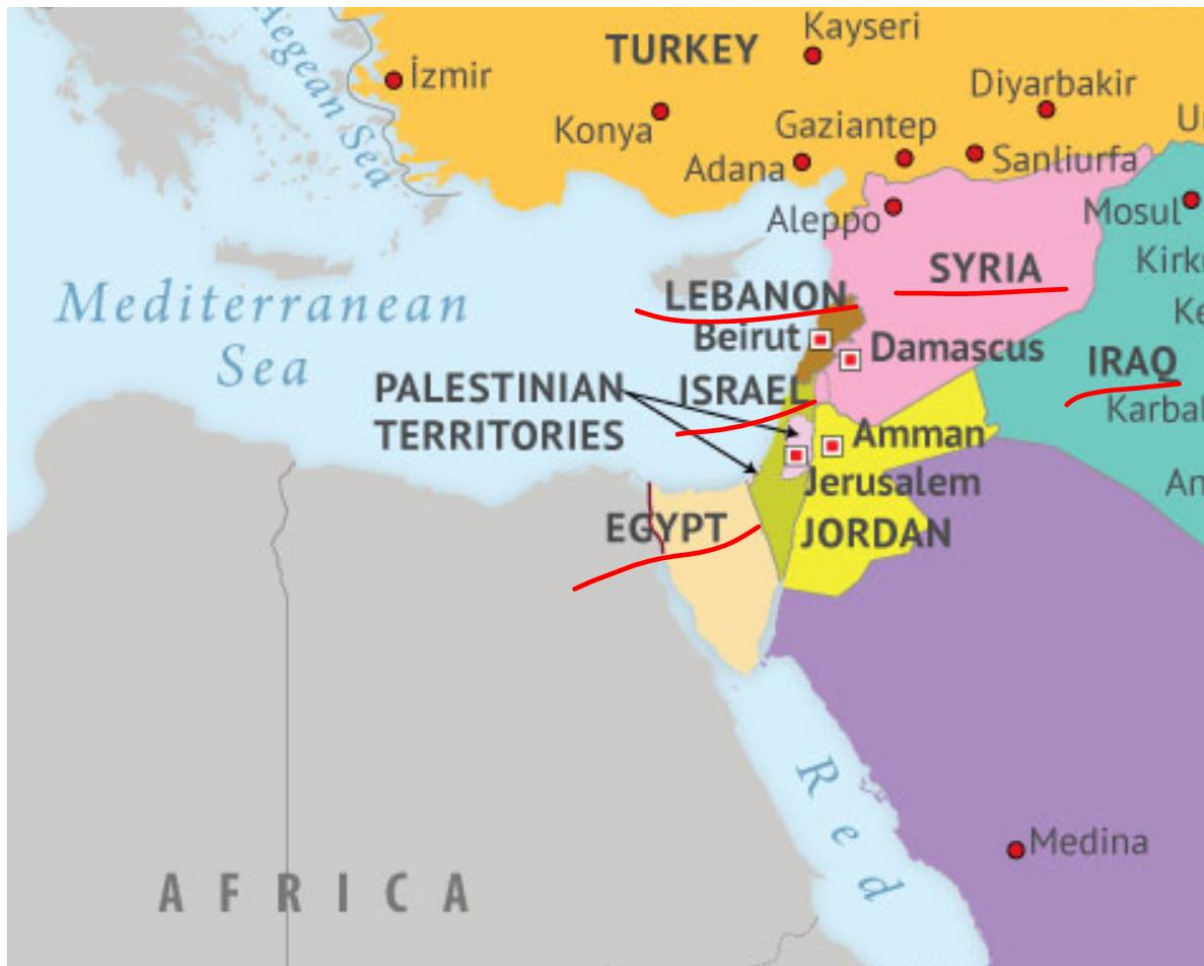 Aegean Sea
Kayseri
TURKEY
İzmir
Diyarbakir
Konya
Gaziantep
Adana
Sanliurfa
Aleppo
Mosul
SYRIA
Mediterranean
Sea
LEBANON
Beirut
Damascus
IRAQ
PALESTINIAN
TERRITORIES
ISRAEL
Amman
Jerusalem
EGYPT
JORDAN
Red
Medina
AFRICA